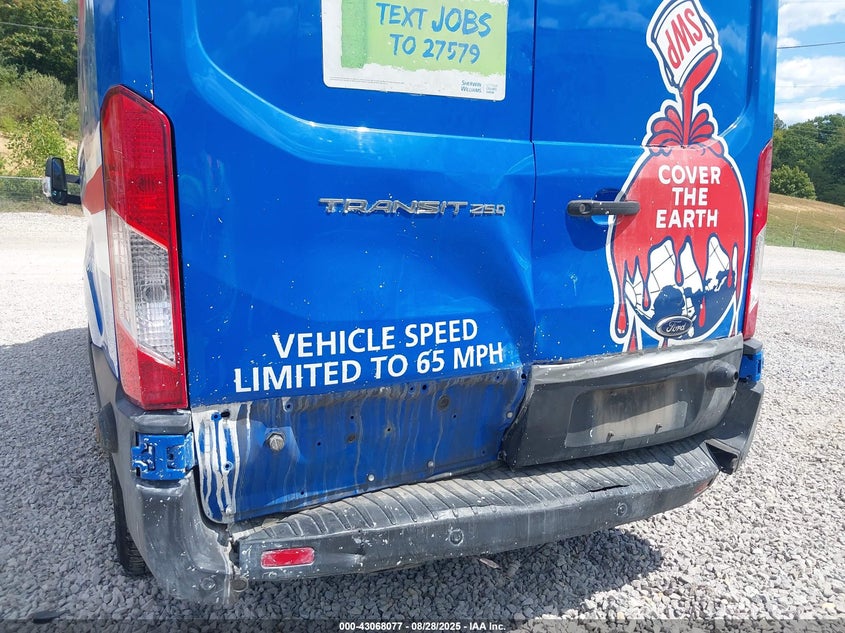 TEXT JOBS
TO 27579
SHERWIN
WILLIAMS
SWP
COVER
THE
EARTH
TRANSIT 250
Ford
VEHICLE SPEED
LIMITED TO 65 MPH
000-43068077 - 08/28/2025 - IAA Inc.